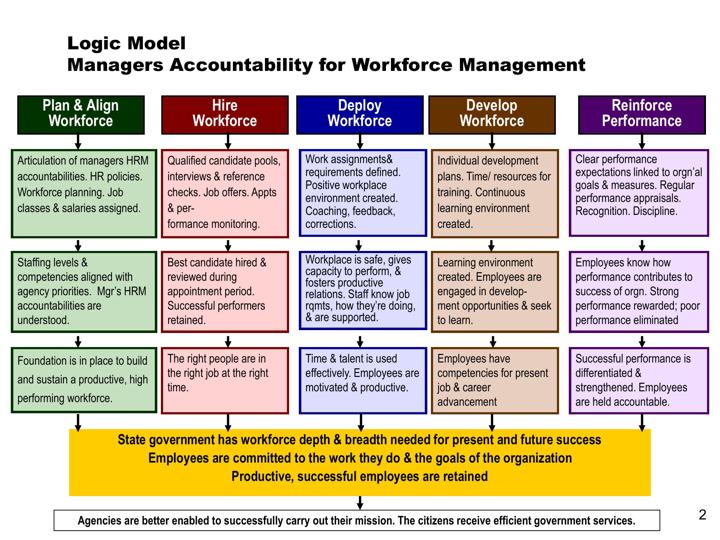 Logic Model
Managers Accountability for Workforce Management
Plan & Align
Workforce
Hire
Workforce
Deploy
Workforce
Develop
Workforce
Reinforce
Performance
Articulation of managers HRM
accountabilities. HR policies.
Workforce planning. Job
classes & salaries assigned.
Qualified candidate pools,
interviews & reference
checks. Job offers. Appts
& per-
formance monitoring.
Work assignments&
requirements defined.
Positive workplace
environment created.
Coaching, feedback,
corrections.
Individual development
plans. Time/ resources for
training. Continuous
learning environment
created.
Clear performance
expectations linked to orgn’al
goals & measures. Regular
performance appraisals.
Recognition. Discipline.
Staffing levels &
competencies aligned with
agency priorities.  Mgr’s HRM
accountabilities are
understood.
Best candidate hired &
reviewed during
appointment period.
Successful performers
retained.
Workplace is safe, gives
capacity to perform, &
fosters productive
relations. Staff know job
rqmts, how they’re doing,
& are supported.
Learning environment
created. Employees are
engaged in develop-
ment opportunities & seek
to learn.
Employees know how
performance contributes to
success of orgn. Strong
performance rewarded; poor
performance eliminated
Foundation is in place to build
and sustain a productive, high
performing workforce.
The right people are in
the right job at the right
time.
Time & talent is used
effectively. Employees are
motivated & productive.
Employees have
competencies for present
job & career
advancement
Successful performance is
differentiated &
strengthened. Employees
are held accountable.
State government has workforce depth & breadth needed for present and future success
Employees are committed to the work they do & the goals of the organization
Productive, successful employees are retained
Agencies are better enabled to successfully carry out their mission. The citizens receive efficient government services.
2